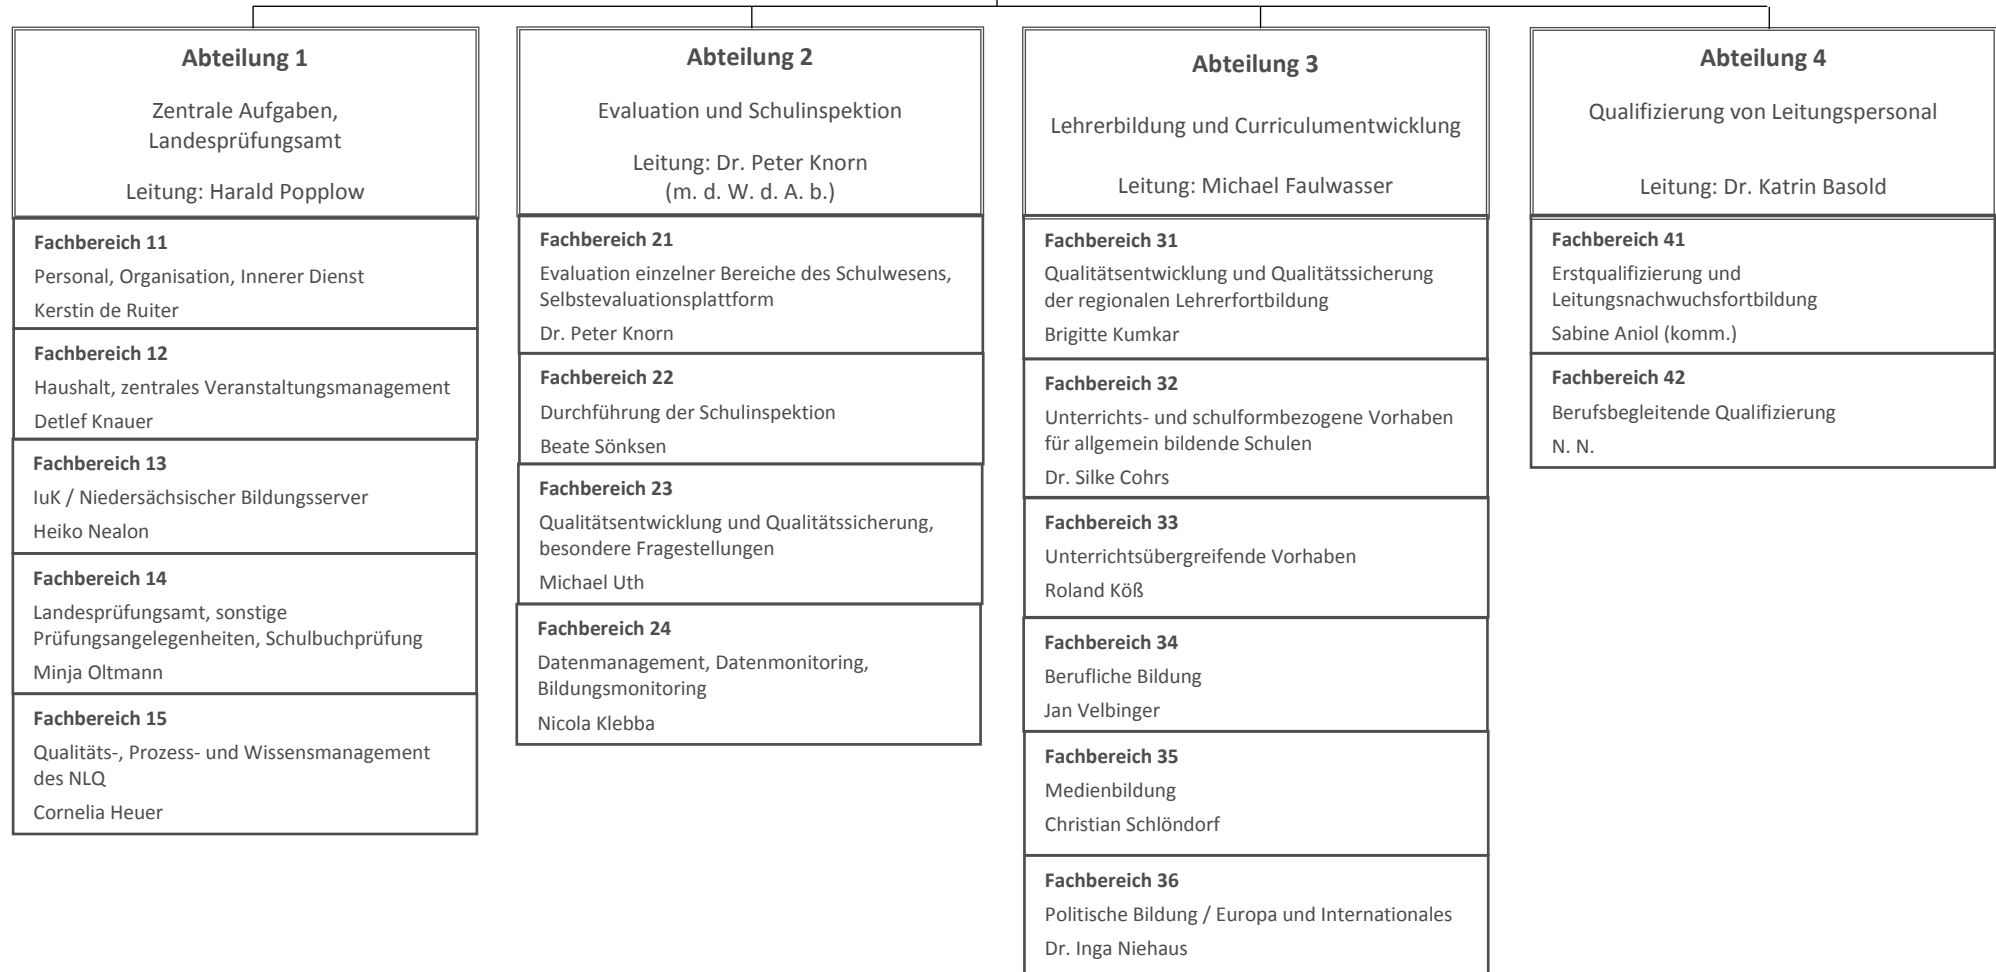 Abteilung 1
Zentrale Aufgaben,
Landesprüfungsamt
Leitung: Harald Popplow
Fachbereich 11
Personal, Organisation, Innerer Dienst
Kerstin de Ruiter
Fachbereich 12
Haushalt, zentrales Veranstaltungsmanagement
Detlef Knauer
Fachbereich 13
IuK / Niedersächsischer Bildungsserver
Heiko Nealon
Fachbereich 14
Landesprüfungsamt, sonstige
Prüfungsangelegenheiten, Schulbuchprüfung
Minja Oltmann
Fachbereich 15
Qualitäts-, Prozess- und Wissensmanagement
des NLQ
Cornelia Heuer
Abteilung 2
Evaluation und Schulinspektion
Leitung: Dr. Peter Knorn
(m. d. W. d. A. b.)
Fachbereich 21
Evaluation einzelner Bereiche des Schulwesens,
Selbstevaluationsplattform
Dr. Peter Knorn
Fachbereich 22
Durchführung der Schulinspektion
Beate Sönksen
Fachbereich 23
Qualitätsentwicklung und Qualitätssicherung,
besondere Fragestellungen
Michael Uth
Fachbereich 24
Datenmanagement, Datenmonitoring,
Bildungsmonitoring
Nicola Klebba
Abteilung 3
Lehrerbildung und Curriculumentwicklung
Leitung: Michael Faulwasser
Fachbereich 31
Qualitätsentwicklung und Qualitätssicherung
der regionalen Lehrerfortbildung
Brigitte Kumkar
Fachbereich 32
Unterrichts- und schulformbezogene Vorhaben
für allgemein bildende Schulen
Dr. Silke Cohrs
Fachbereich 33
Unterrichtsübergreifende Vorhaben
Roland Köß
Fachbereich 34
Berufliche Bildung
Jan Velbinger
Fachbereich 35
Medienbildung
Christian Schlöndorf
Fachbereich 36
Politische Bildung / Europa und Internationales
Dr. Inga Niehaus
Abteilung 4
Qualifizierung von Leitungspersonal
Leitung: Dr. Katrin Basold
Fachbereich 41
Erstqualifizierung und
Leitungsnachwuchsfortbildung
Sabine Aniol (komm.)
Fachbereich 42
Berufsbegleitende Qualifizierung
N. N.